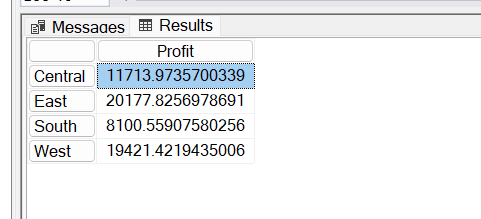 Messages Results
Profit
Central 11713.9735700339
East 20177.8256978691
South 8100.55907580256
West 19421.4219435006